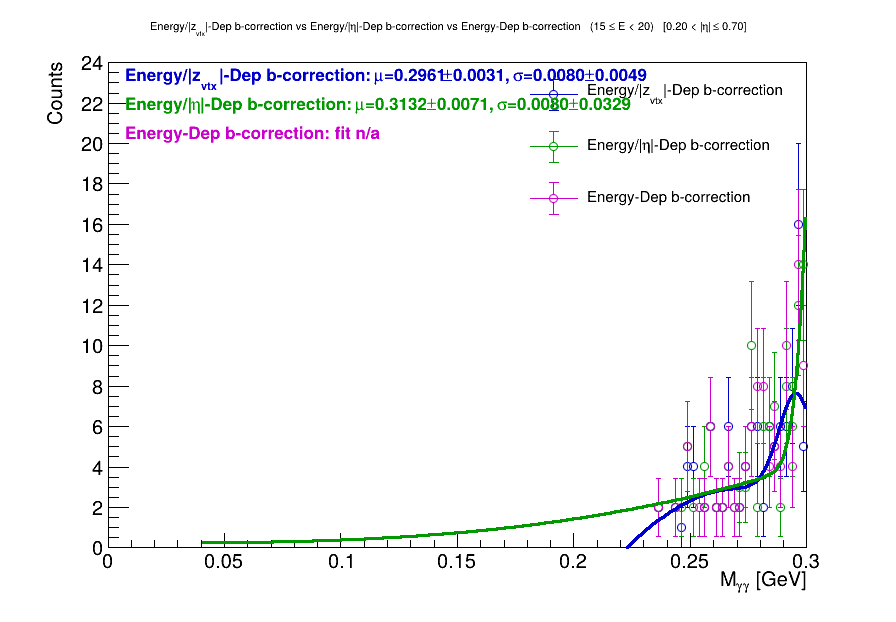 Energy/|z_vtx|-Dep b-correction vs Energy/|η|-Dep b-correction vs Energy-Dep b-correction (15 ≤ E < 20) [0.20 < |η| ≤ 0.70]
Counts
24
22
20
18
16
14
12
10
8
6
4
2
0
Energy/|z_vtx|-Dep b-correction: μ=0.2961±0.0031, σ=0.0080±0.0049
Energy/|η|-Dep b-correction: μ=0.3132±0.0071, σ=0.0080±0.0329
Energy-Dep b-correction: fit n/a
Energy/|z_vtx|-Dep b-correction
Energy/|η|-Dep b-correction
Energy-Dep b-correction
0 0.05 0.1 0.15 0.2 0.25 0.3
M_γγ [GeV]